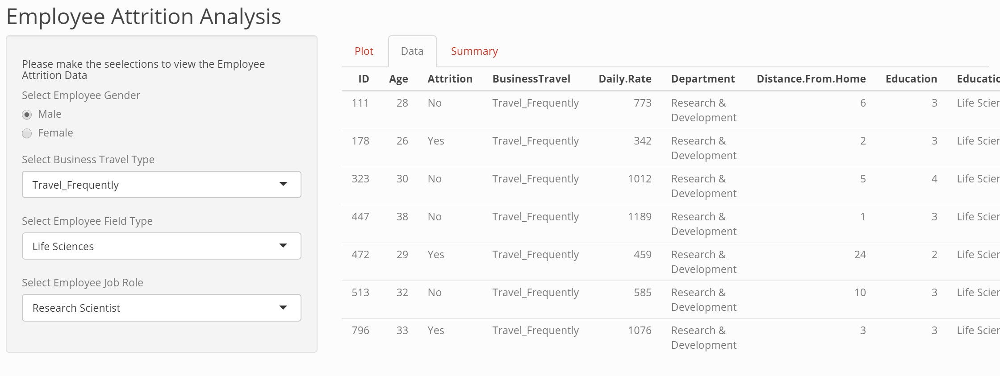 Employee Attrition Analysis
Please make the seelections to view the Employee
Attrition Data
Select Employee Gender
Male
Female
Select Business Travel Type
Travel_Frequently
Select Employee Field Type
Life Sciences
Select Employee Job Role
Research Scientist
Plot Data Summary
ID Age Attrition BusinessTravel Daily.Rate Department Distance.From.Home Education Educatio
111 28 No Travel_Frequently 773 Research & 6 3 Life Scier
Development
178 26 Yes Travel_Frequently 342 Research & 2 3 Life Scier
Development
323 30 No Travel_Frequently 1012 Research & 5 4 Life Scier
Development
447 38 No Travel_Frequently 1189 Research & 1 3 Life Scier
Development
472 29 Yes Travel_Frequently 459 Research & 24 2 Life Scier
Development
513 32 No Travel_Frequently 585 Research & 10 3 Life Scier
Development
796 33 Yes Travel_Frequently 1076 Research & 3 3 Life Scier
Development